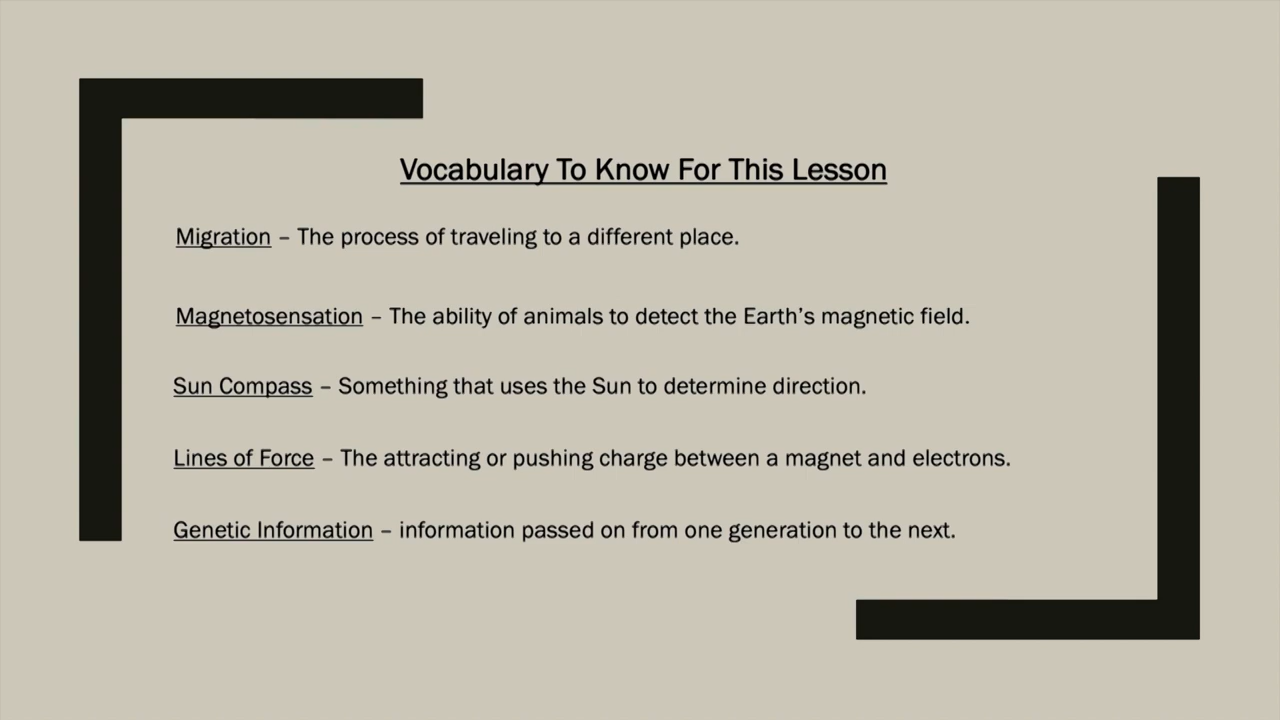 Vocabulary To Know For This Lesson
Migration – The process of traveling to a different place.
Magnetosensation – The ability of animals to detect the Earth’s magnetic field.
Sun Compass – Something that uses the Sun to determine direction.
Lines of Force – The attracting or pushing charge between a magnet and electrons.
Genetic Information – information passed on from one generation to the next.